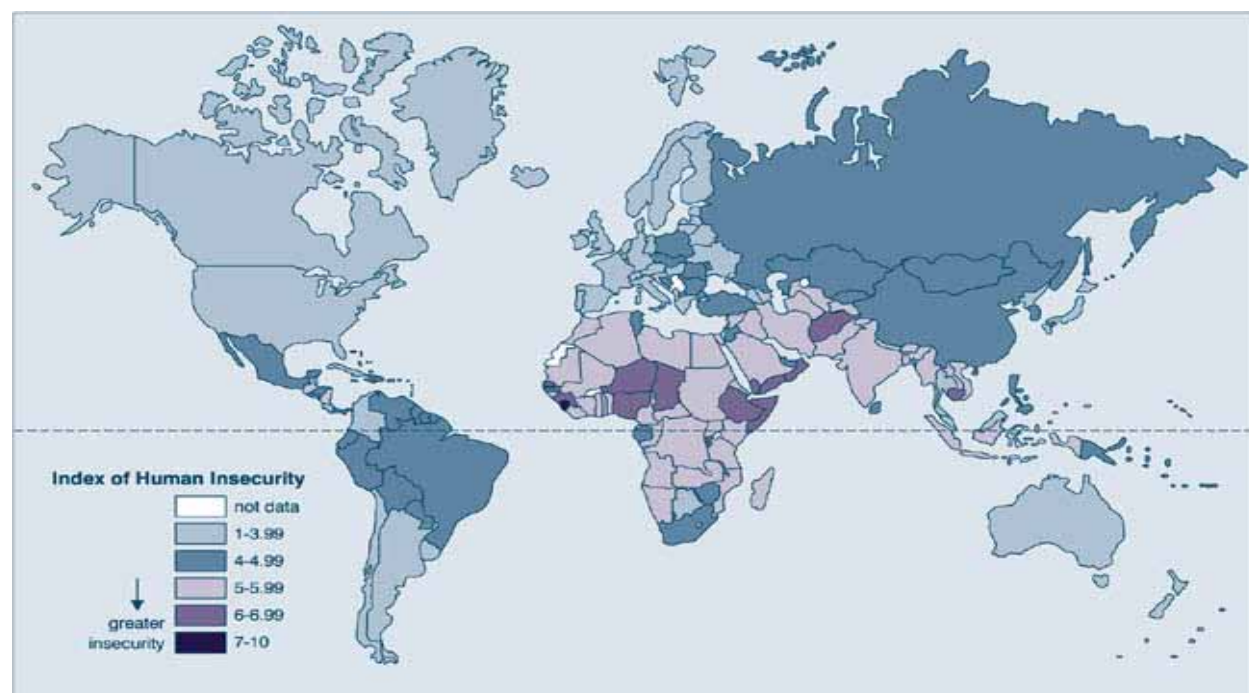 Index of Human Insecurity
not data
1-3.99
4-4.99
5-5.99
6-6.99
7-10
greater
insecurity